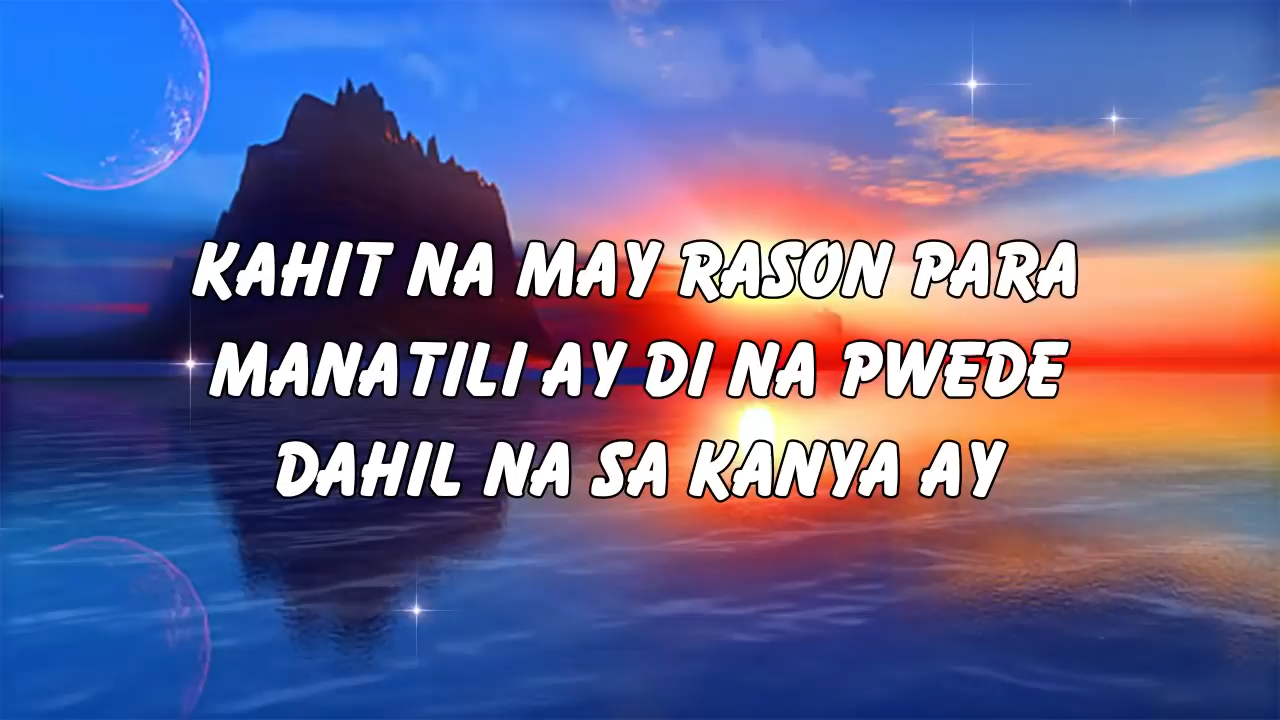 KAHIT NA MAY RASON PARA
MANATILI AY DI NA PWEDE
DAHIL NA SA KANYA AY